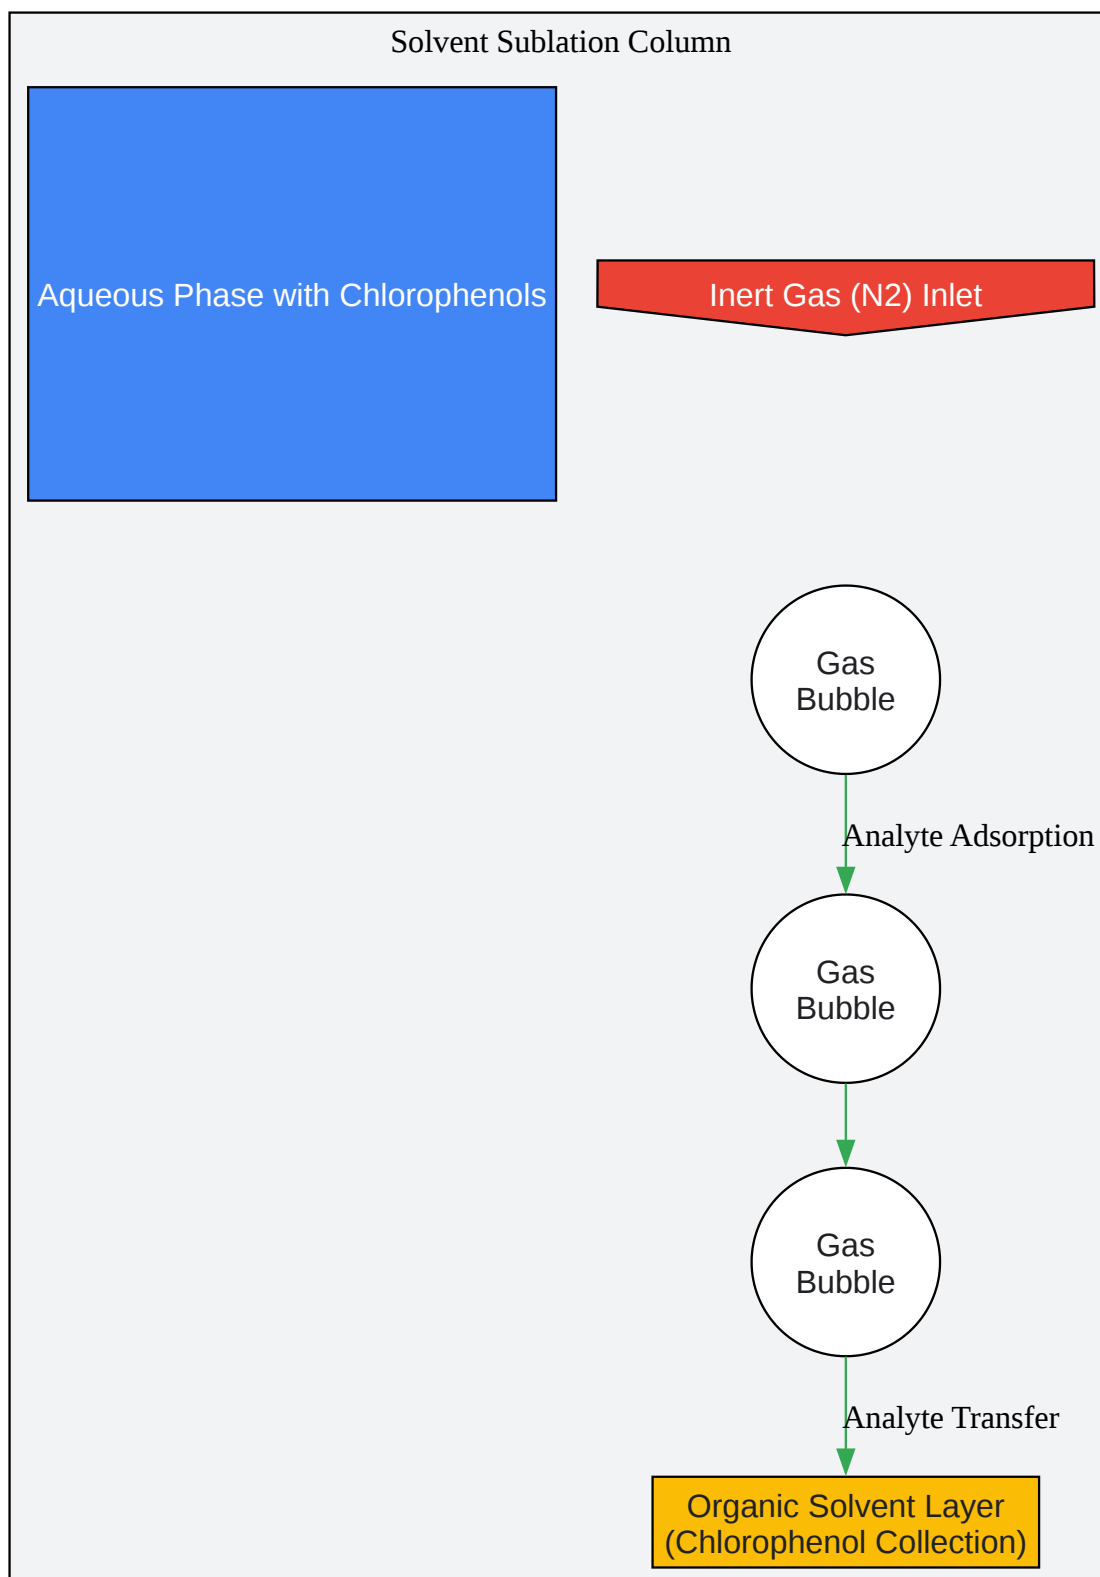 Solvent Sublation Column
Aqueous Phase with Chlorophenols
Inert Gas (N2) Inlet
Gas
Bubble
Analyte Adsorption
Gas
Bubble
Gas
Bubble
Analyte Transfer
Organic Solvent Layer
(Chlorophenol Collection)